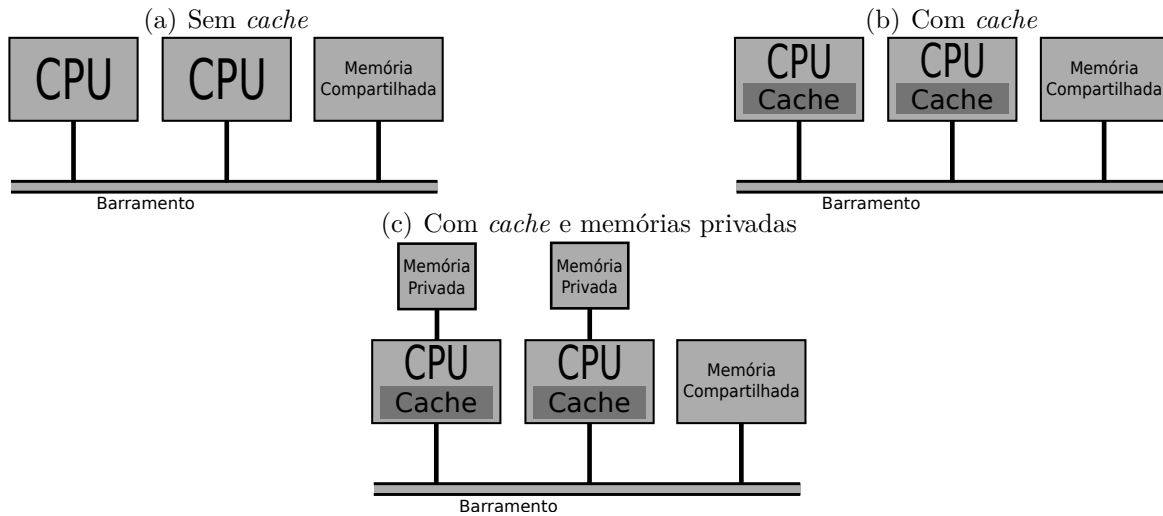 (a) Sem cache
CPU
CPU
Memória
Compartilhada
Barramento
(b) Com cache
CPU
Cache
CPU
Cache
Memória
Compartilhada
Barramento
(c) Com cache e memórias privadas
Memória
Privada
Memória
Privada
CPU
Cache
CPU
Cache
Memória
Compartilhada
Barramento